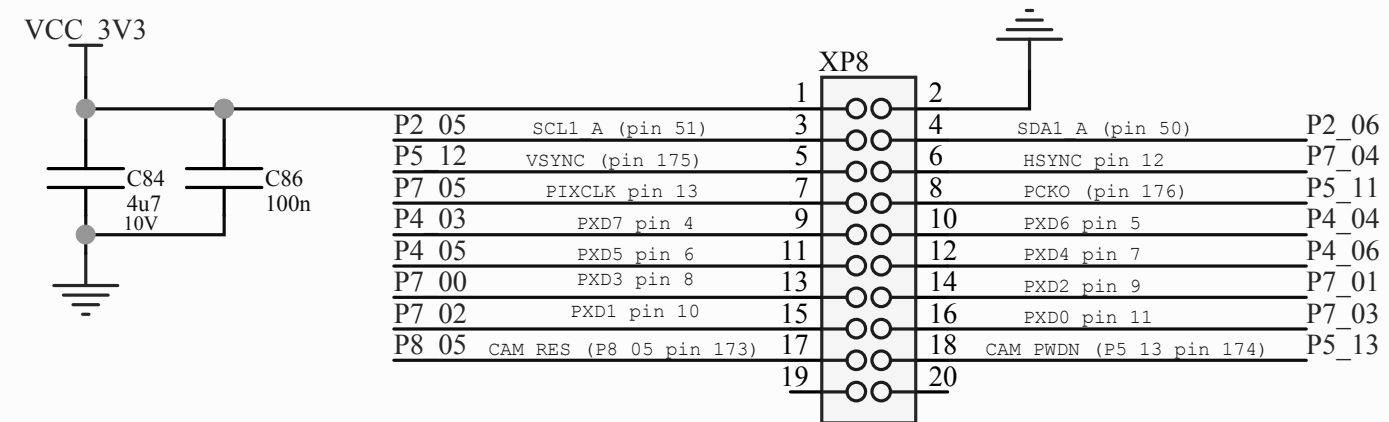 VCC_3V3
XP8
1 2
P2_05 SCL1_A (pin 51) 3 4 SDA1_A (pin 50) P2_06
P5_12 VSYNC (pin 175) 5 6 HSYNC pin 12 P7_04
P7_05 PIXCLK pin 13 7 8 PCKO (pin 176) P5_11
P4_03 PXD7 pin 4 9 10 PXD6 pin 5 P4_04
P4_05 PXD5 pin 6 11 12 PXD4 pin 7 P4_06
P7_00 PXD3 pin 8 13 14 PXD2 pin 9 P7_01
P7_02 PXD1 pin 10 15 16 PXD0 pin 11 P7_03
P8_05 CAM_RES (P8_05 pin 173) 17 18 CAM_PWDN (P5_13 pin 174) P5_13
19 20
C84
4u7
10V
C86
100n